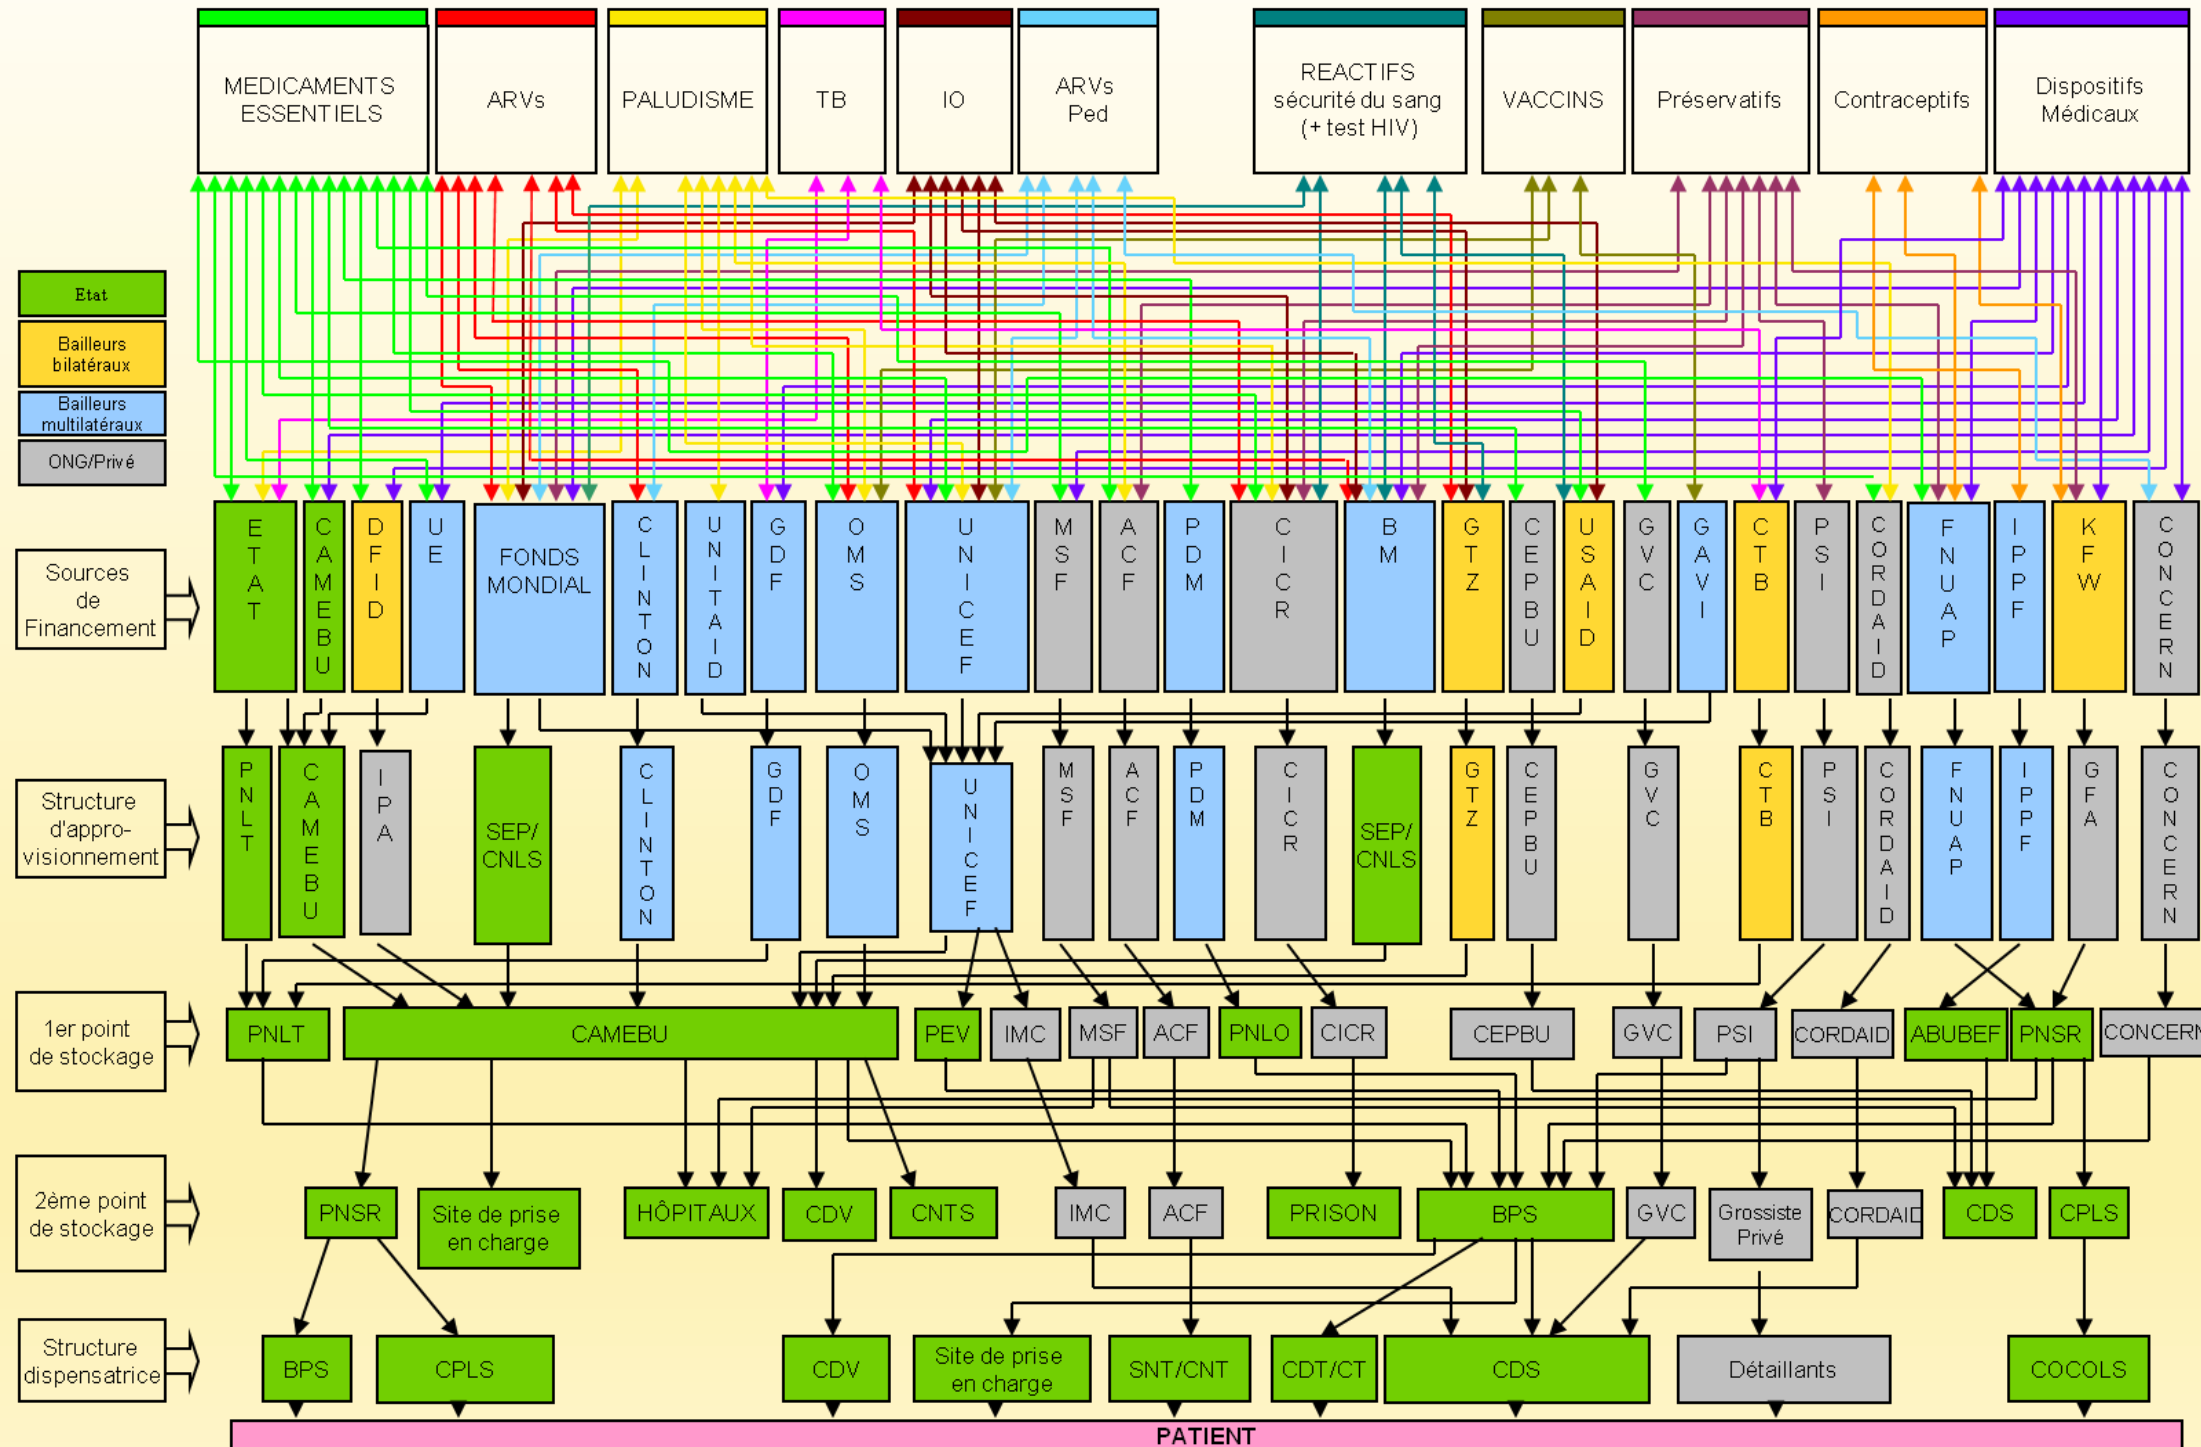 MEDICAMENTS
ESSENTIELS
ARVs
PALUDISME
TB
IO
ARVs
Ped
REACTIFS
sécurité du sang
(+ test HIV)
VACCINS
Préservatifs
Contraceptifs
Dispositifs
Médicaux
Etat
Bailleurs
bilatéraux
Bailleurs
multilatéraux
ONG/Privé
Sources
de
Financement
ETAT
CAMEBU
DFID
UE
FONDS
MONDIAL
CLINTON
UNITAID
GDF
OMS
UNICEF
MSF
ACF
PDM
CICR
BM
GTZ
CEPBU
USAID
GVC
GAVI
CTB
PSI
CORDAID
FNUAP
IPPF
KFW
CONCERN
Structure
d'appro-
visionnement
PNLT
CAMEBU
IPA
SEP/
CNLS
CLINTON
GDF
OMS
UNICEF
MSF
ACF
PDM
CICR
SEP/
CNLS
GTZ
CEPBU
GVC
CTB
PSI
CORDAID
FNUAP
IPPF
GFA
CONCERN
1er point
de stockage
PNLT
CAMEBU
PEV
IMC
MSF
ACF
PNLO
CICR
CEPBU
GVC
PSI
CORDAID
ABUBEF
PNSR
CONCERN
2ème point
de stockage
PNSR
Site de prise
en charge
HÔPITAUX
CDV
CNTS
IMC
ACF
PRISON
BPS
GVC
Grossiste
Privé
CORDAID
CDS
CPLS
Structure
dispensatrice
BPS
CPLS
CDV
Site de prise
en charge
SNT/CNT
CDT/CT
CDS
Détaillants
COCOLS
PATIENT